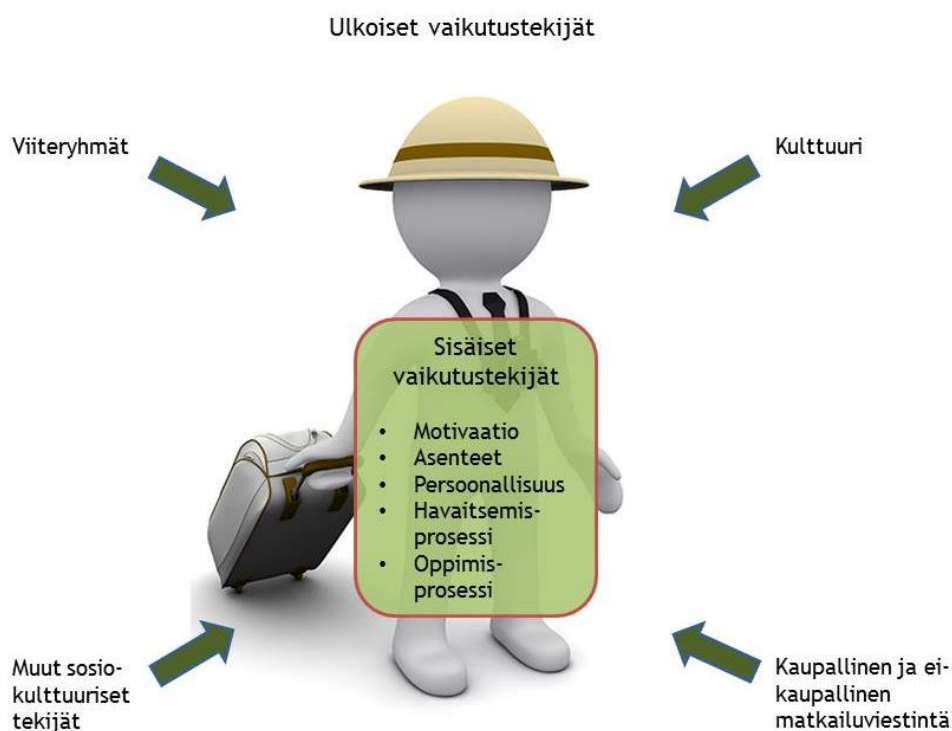 Ulkoiset vaikutustekijät
Viiteryhmät
Kulttuuri
Sisäiset
vaikutustekijät
• Motivaatio
• Asenteet
• Persoonallisuus
• Havaitsemis-
prosessi
• Oppimis-
prosessi
Muut sosio-
kulttuuriset
tekijät
Kaupallinen ja ei-
kaupallinen
matkailuviestintä